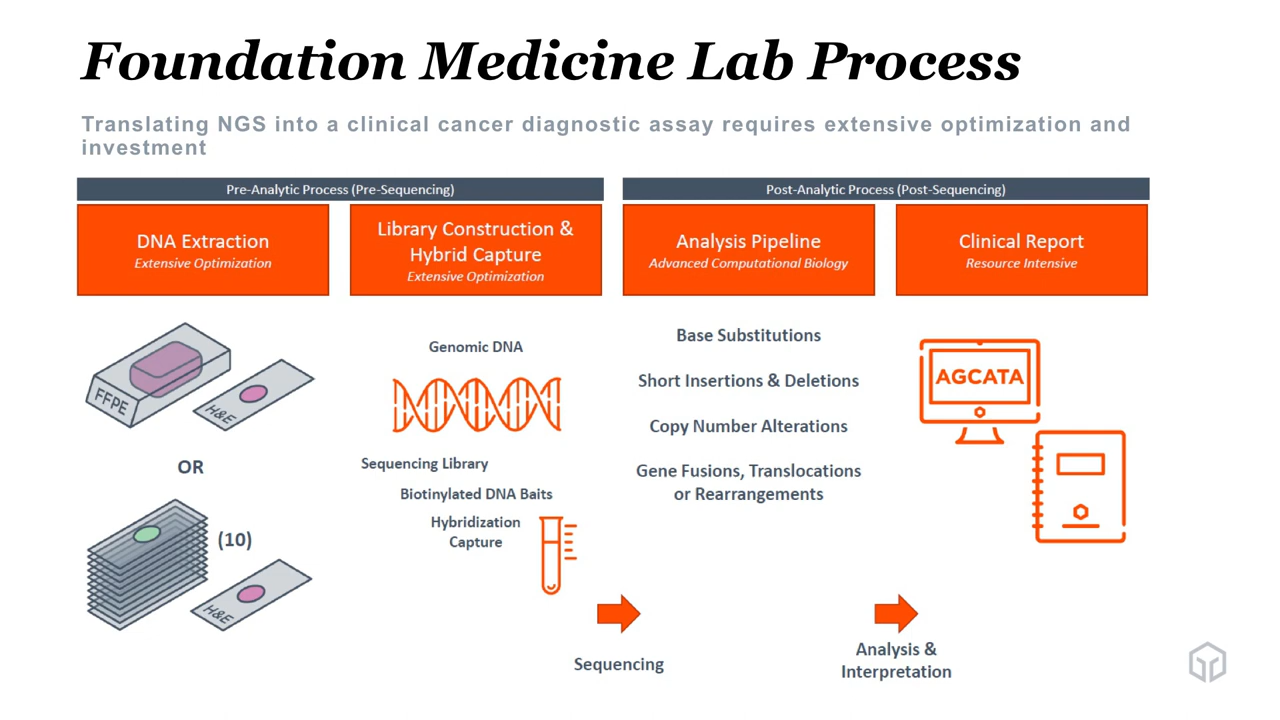 Foundation Medicine Lab Process
Translating NGS into a clinical cancer diagnostic assay requires extensive optimization and
investment
Pre-Analytic Process (Pre-Sequencing)
Post-Analytic Process (Post-Sequencing)
DNA Extraction
Extensive Optimization
Library Construction &
Hybrid Capture
Extensive Optimization
Analysis Pipeline
Advanced Computational Biology
Clinical Report
Resource Intensive
FFPE
H&E
OR
(10)
H&E
Genomic DNA
Sequencing Library
Biotinylated DNA Baits
Hybridization
Capture
Sequencing
Base Substitutions
Short Insertions & Deletions
Copy Number Alterations
Gene Fusions, Translocations
or Rearrangements
Analysis &
Interpretation
AGCATA